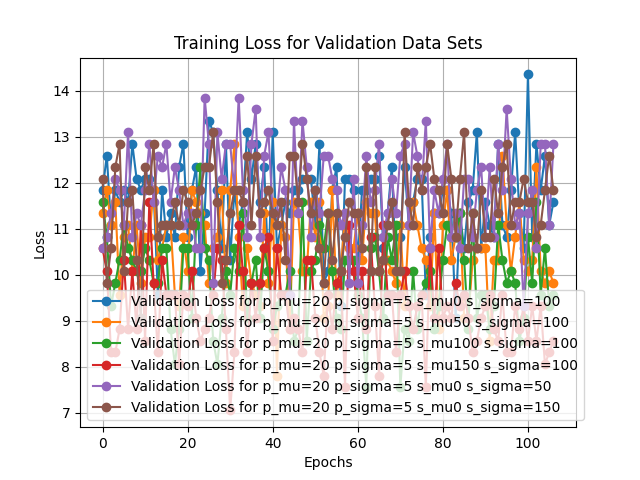 Training Loss for Validation Data Sets
Loss
14
13
12
11
10
9
8
7
Validation Loss for p_mu=20 p_sigma=5 s_mu0 s_sigma=100
Validation Loss for p_mu=20 p_sigma=5 s_mu50 s_sigma=100
Validation Loss for p_mu=20 p_sigma=5 s_mu100 s_sigma=100
Validation Loss for p_mu=20 p_sigma=5 s_mu150 s_sigma=100
Validation Loss for p_mu=20 p_sigma=5 s_mu0 s_sigma=50
Validation Loss for p_mu=20 p_sigma=5 s_mu0 s_sigma=150
0 20 40 60 80 100
Epochs